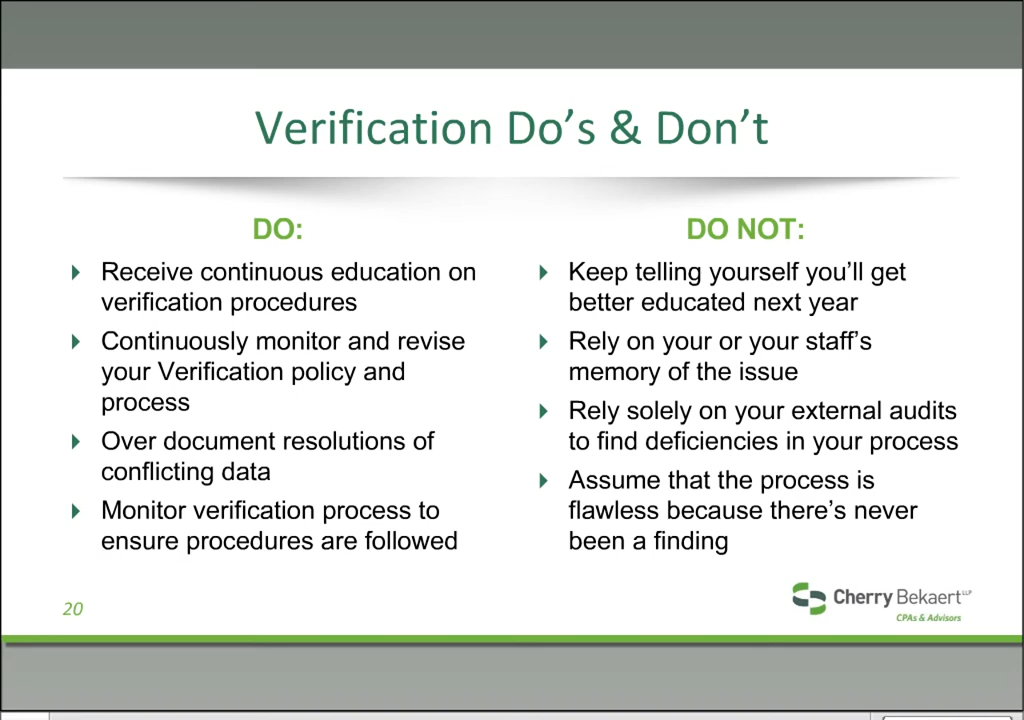 Verification Do’s & Don’t
DO:
Receive continuous education on
verification procedures
Continuously monitor and revise
your Verification policy and
process
Over document resolutions of
conflicting data
Monitor verification process to
ensure procedures are followed
DO NOT:
Keep telling yourself you’ll get
better educated next year
Rely on your or your staff’s
memory of the issue
Rely solely on your external audits
to find deficiencies in your process
Assume that the process is
flawless because there’s never
been a finding
20
Cherry Bekaert LLP
CPAs & Advisors